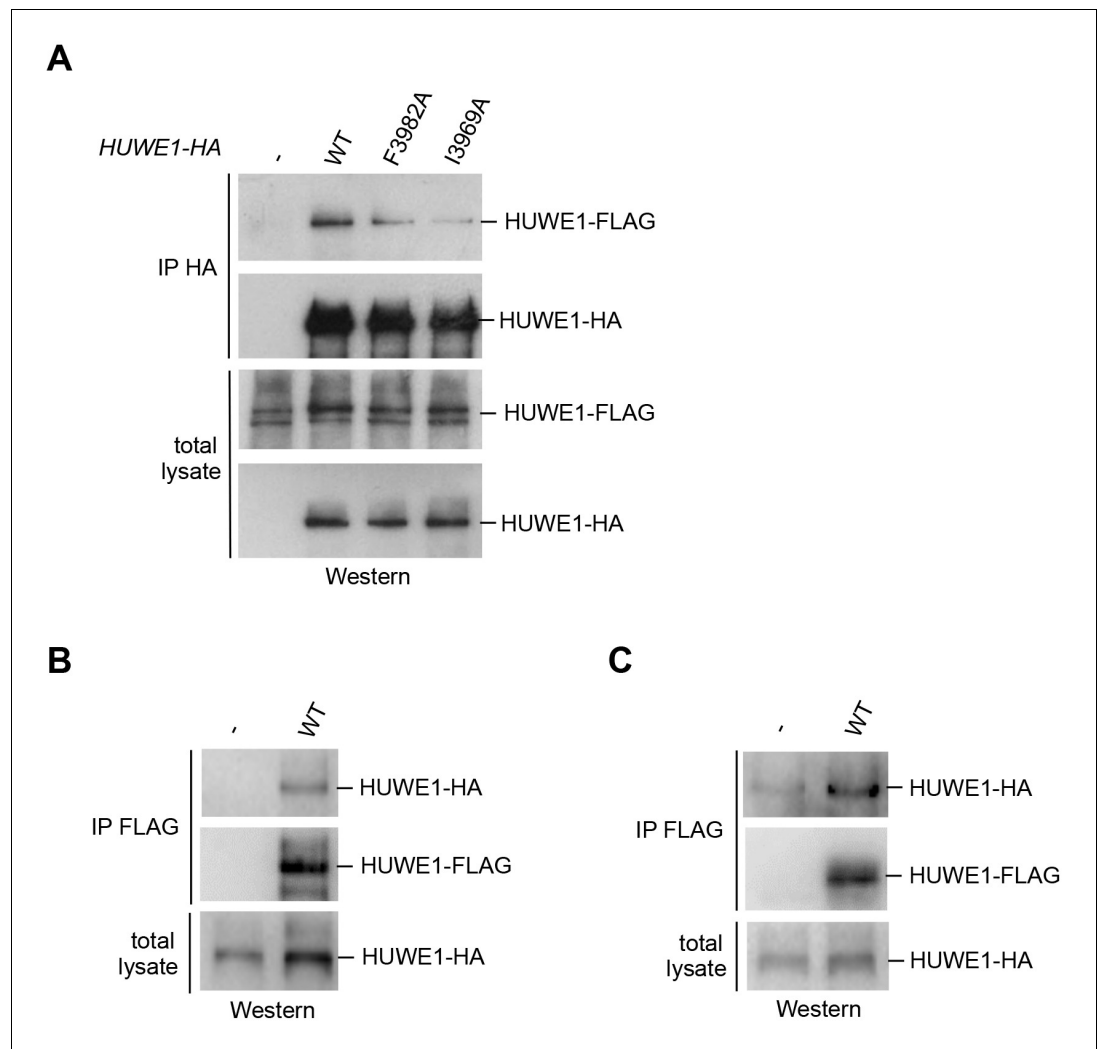 A
HUWE1-HA
-
WT
F3982A
I3969A
IP HA
HUWE1-FLAG
HUWE1-HA
total
lysate
HUWE1-FLAG
HUWE1-HA
Western
B
-
WT
IP FLAG
HUWE1-HA
HUWE1-FLAG
total
lysate
HUWE1-HA
Western
C
-
WT
IP FLAG
HUWE1-HA
HUWE1-FLAG
total
lysate
HUWE1-HA
Western